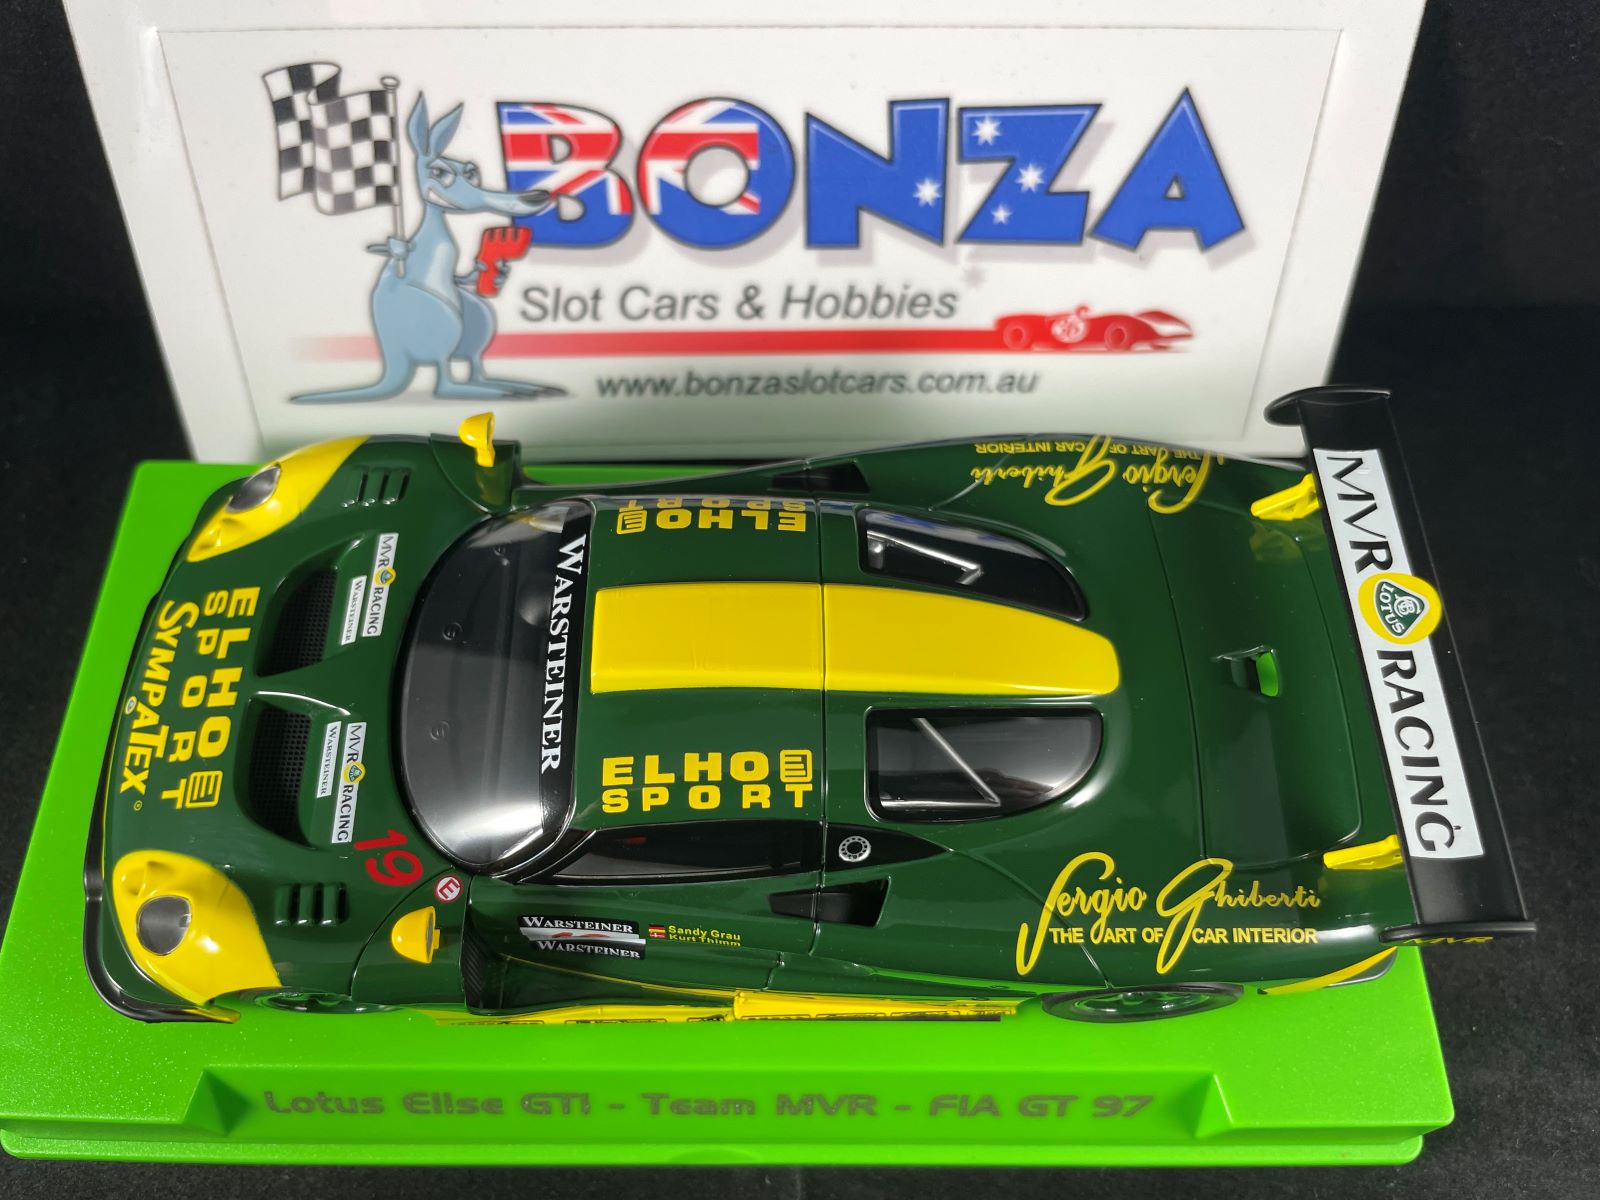 BONZA
Slot Cars & Hobbies
www.bonzaslotcars.com.au
Sergio Ghiberti
THE ART OF CAR INTERIOR
ELHO
SPORT
WARSTEINER
MVR LOTUS RACING
MVR RACING
WARSTEINER
ELHO
SPORT
SYMPATEX
MVR RACING
WARSTEINER
ELHO
SPORT
19
E
WARSTEINER
WARSTEINER
Sandy Grau
Kurt Thimm
Sergio Ghiberti
THE ART OF CAR INTERIOR
MVR
Lotus Elise GT1 - Team MVR - FIA GT 97